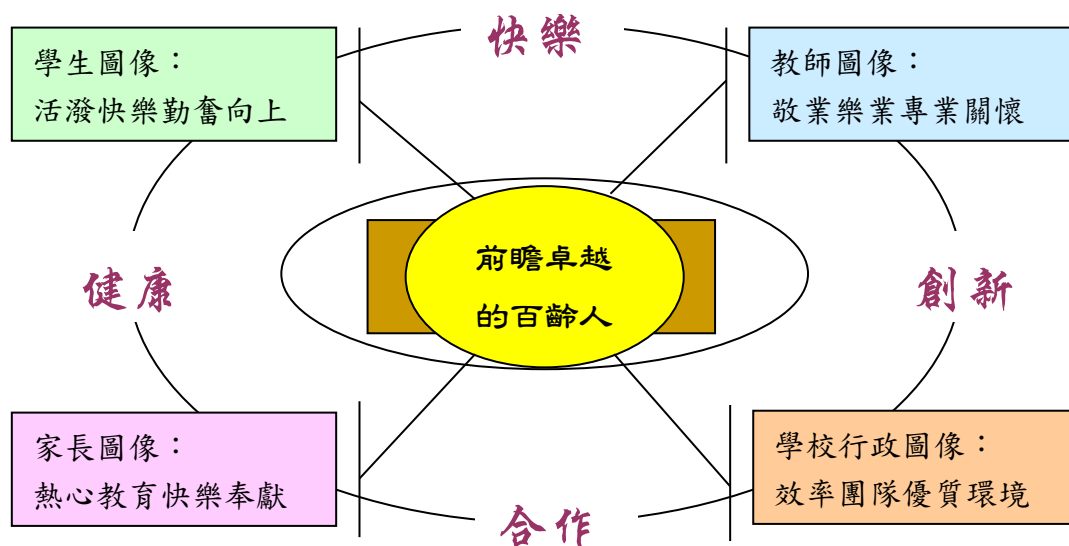 快樂
學生圖像：
活潑快樂勤奮向上
教師圖像：
敬業樂業專業關懷
健康
前瞻卓越
的百齡人
創新
家長圖像：
熱心教育快樂奉獻
學校行政圖像：
效率團隊優質環境
合作